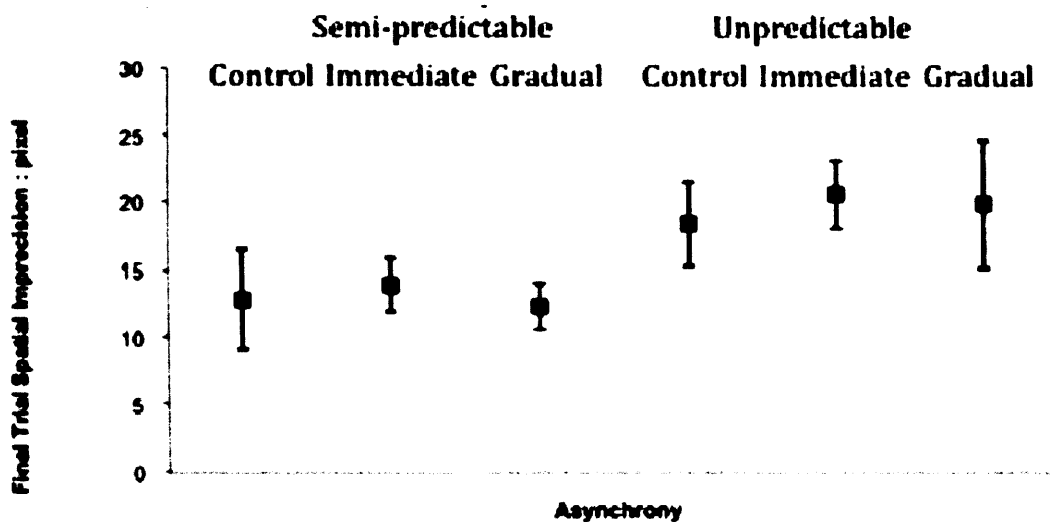 Semi-predictable Unpredictable
Control Immediate Gradual Control Immediate Gradual
30
25
20
15
10
5
0
Final Trial Spatial Imprecision : pixel
Asynchrony